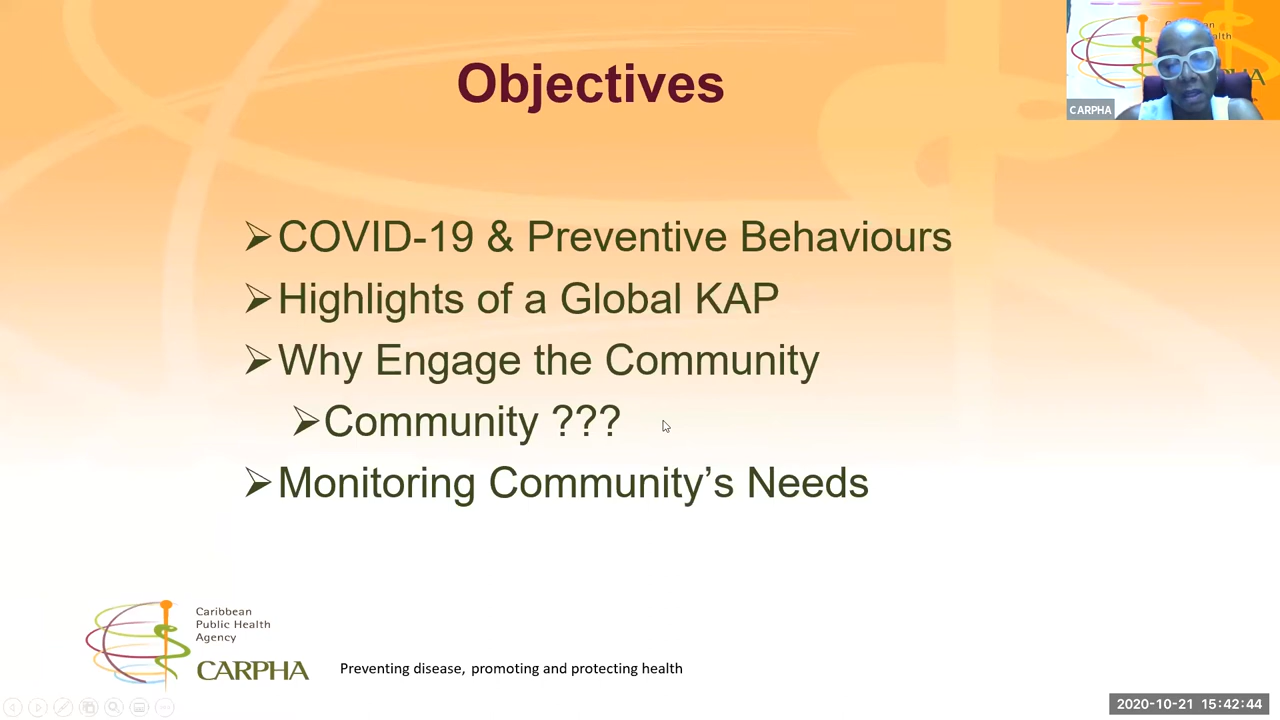 Objectives
➢COVID-19 & Preventive Behaviours
➢Highlights of a Global KAP
➢Why Engage the Community
➢Community ???
➢Monitoring Community’s Needs
Caribbean
Public Health
Agency
CARPHA
Preventing disease, promoting and protecting health
CARPHA
2020-10-21 15:42:44